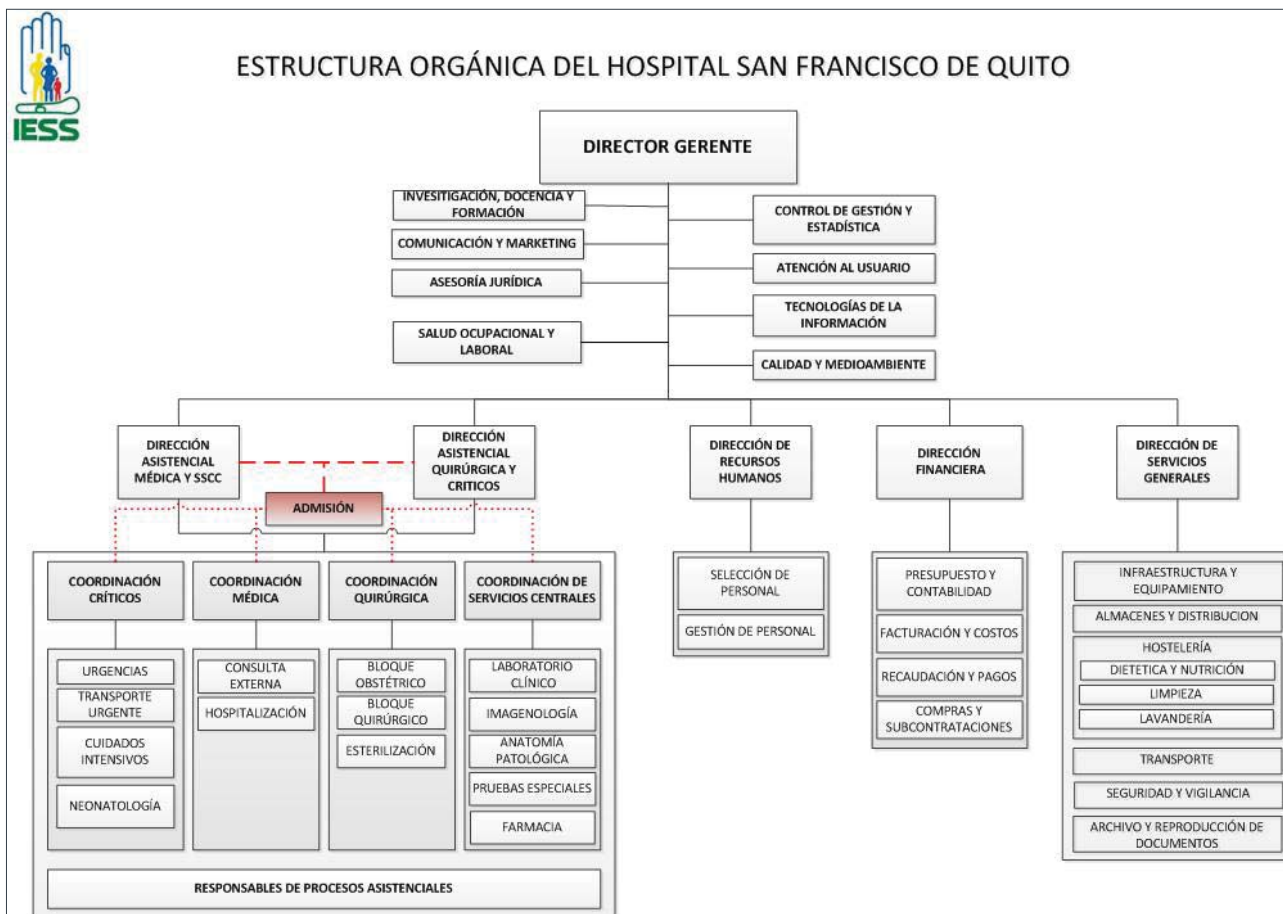 IESS
ESTRUCTURA ORGÁNICA DEL HOSPITAL SAN FRANCISCO DE QUITO
DIRECTOR GERENTE
INVESITIGACIÓN, DOCENCIA Y
FORMACIÓN
COMUNICACIÓN Y MARKETING
ASESORÍA JURÍDICA
SALUD OCUPACIONAL Y
LABORAL
CONTROL DE GESTIÓN Y
ESTADÍSTICA
ATENCIÓN AL USUARIO
TECNOLOGÍAS DE LA
INFORMACIÓN
CALIDAD Y MEDIOAMBIENTE
DIRECCIÓN
ASISTENCIAL
MÉDICA Y SSCC
DIRECCIÓN
ASISTENCIAL
QUIRÚRGICA Y
CRITICOS
DIRECCIÓN DE
RECURSOS
HUMANOS
DIRECCIÓN
FINANCIERA
DIRECCIÓN DE
SERVICIOS
GENERALES
ADMISIÓN
COORDINACIÓN
CRÍTICOS
URGENCIAS
TRANSPORTE
URGENTE
CUIDADOS
INTENSIVOS
NEONATOLOGÍA
COORDINACIÓN
MÉDICA
CONSULTA
EXTERNA
HOSPITALIZACIÓN
COORDINACIÓN
QUIRÚRGICA
BLOQUE
OBSTÉTRICO
BLOQUE
QUIRÚRGICO
ESTERILIZACIÓN
COORDINACIÓN DE
SERVICIOS CENTRALES
LABORATORIO
CLÍNICO
IMAGENOLOGÍA
ANATOMÍA
PATOLÓGICA
PRUEBAS ESPECIALES
FARMACIA
RESPONSABLES DE PROCESOS ASISTENCIALES
SELECCIÓN DE
PERSONAL
GESTIÓN DE PERSONAL
PRESUPUESTO Y
CONTABILIDAD
FACTURACIÓN Y COSTOS
RECAUDACIÓN Y PAGOS
COMPRAS Y
SUBCONTRATACIONES
INFRAESTRUCTURA Y
EQUIPAMIENTO
ALMACENES Y DISTRIBUCION
HOSTELERÍA
DIETETICA Y NUTRICIÓN
LIMPIEZA
LAVANDERÍA
TRANSPORTE
SEGURIDAD Y VIGILANCIA
ARCHIVO Y REPRODUCCIÓN DE
DOCUMENTOS